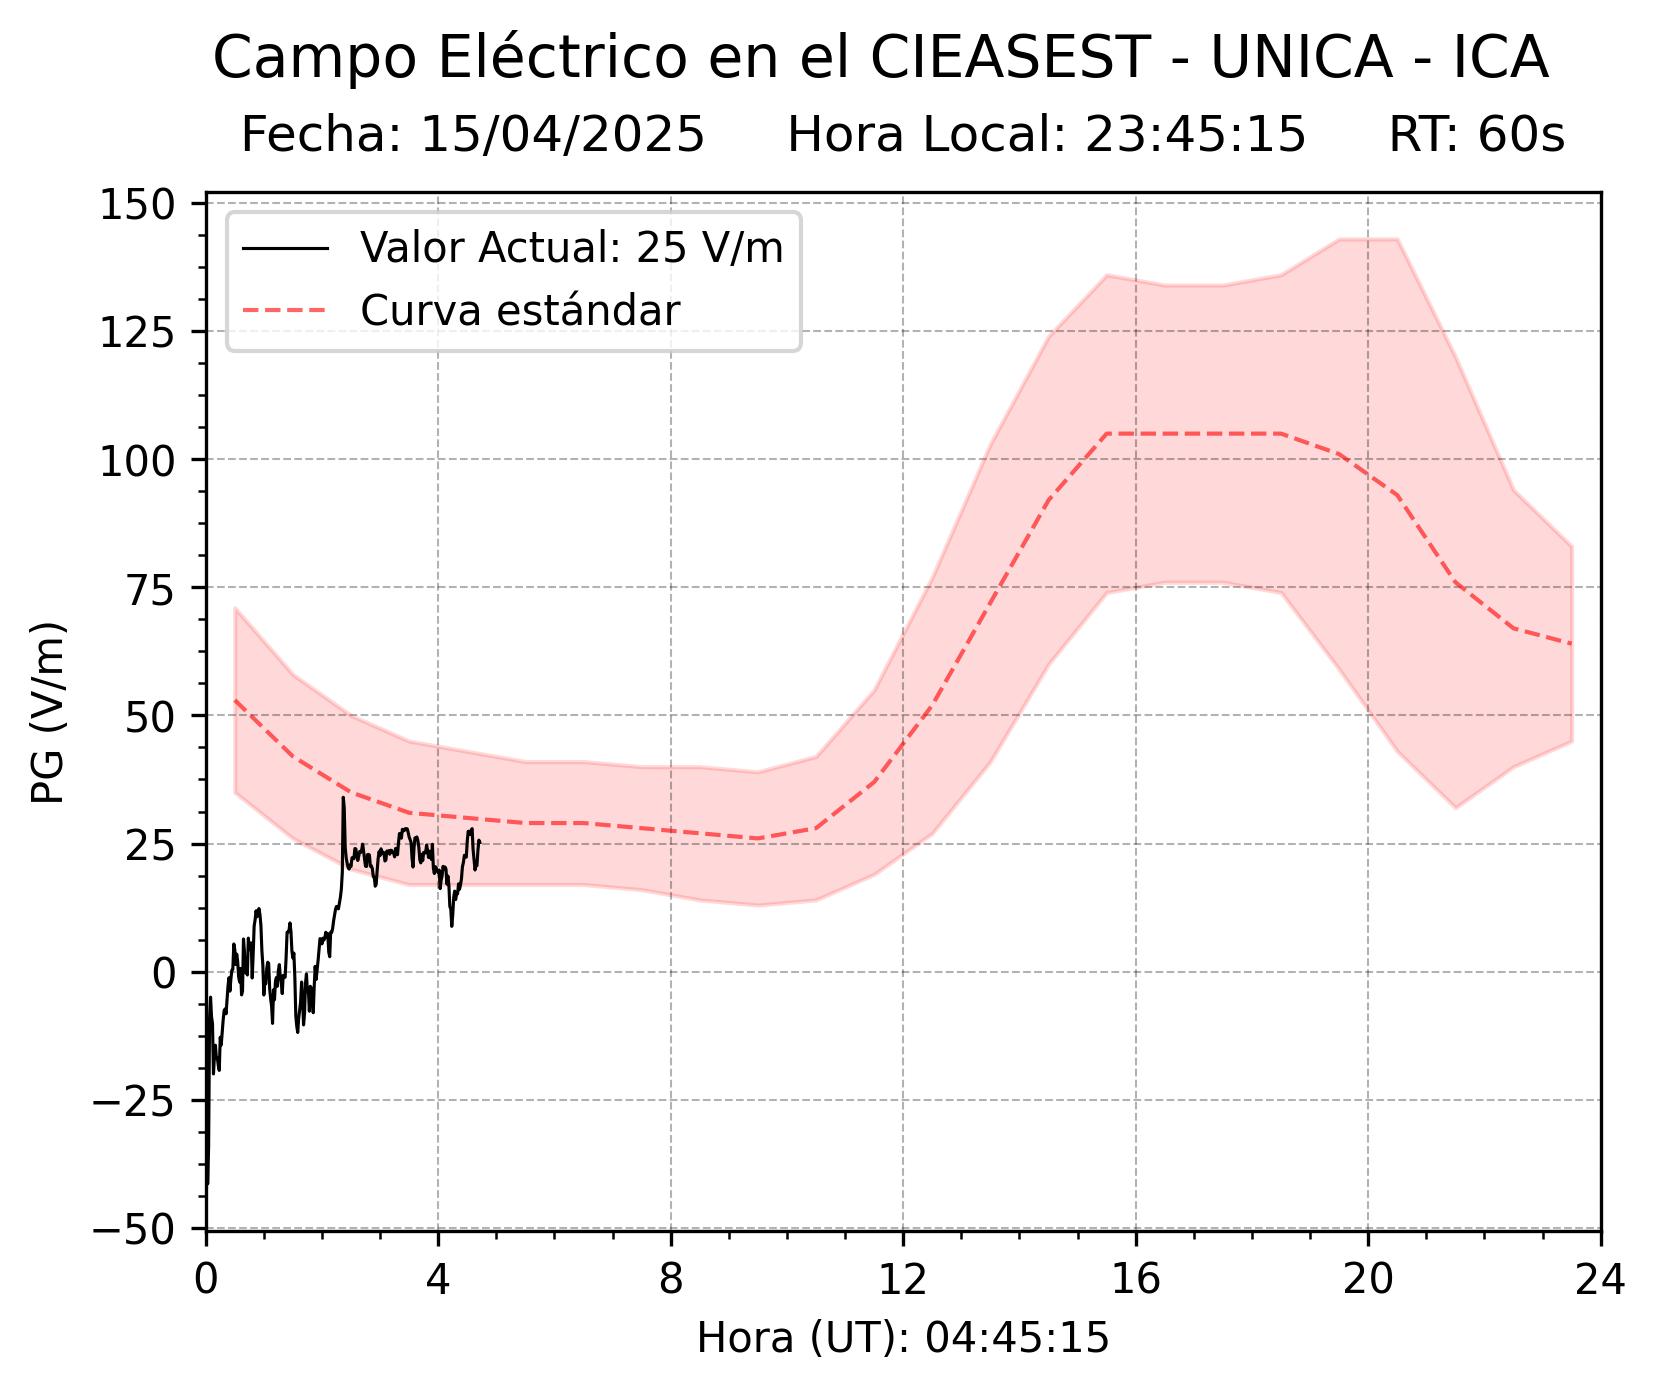 Campo Eléctrico en el CIEASEST - UNICA - ICA
Fecha: 15/04/2025 Hora Local: 23:45:15 RT: 60s
Valor Actual: 25 V/m
Curva estándar
PG (V/m)
150
125
100
75
50
25
0
−25
−50
0 4 8 12 16 20 24
Hora (UT): 04:45:15